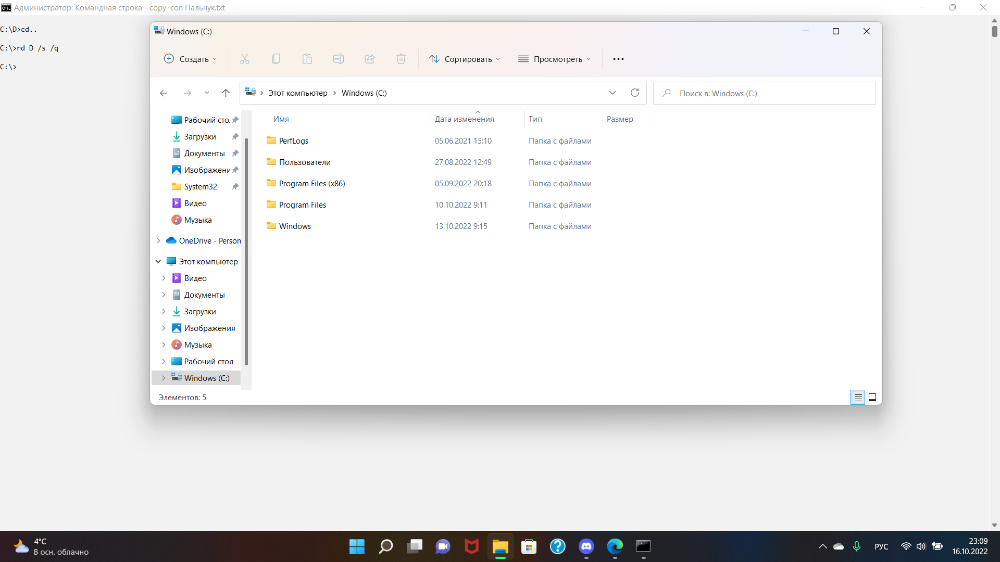 Администратор: Командная строка - copy  con Пальчук.txt
C:\D>cd..
C:\>rd D /s /q
C:\>
Windows (C:)
Создать
Сортировать
Просмотреть
Этот компьютер > Windows (C:)
Поиск в: Windows (C:)
Рабочий сто.
Загрузки
Документы
Изображени
System32
Видео
Музыка
OneDrive - Person
Этот компьютер
Видео
Документы
Загрузки
Изображения
Музыка
Рабочий стол
Windows (C:)
Имя Дата изменения Тип Размер
PerfLogs 05.06.2021 15:10 Папка с файлами
Пользователи 27.08.2022 12:49 Папка с файлами
Program Files (x86) 05.09.2022 20:18 Папка с файлами
Program Files 10.10.2022 9:11 Папка с файлами
Windows 13.10.2022 9:15 Папка с файлами
Элементов: 5
4°C
В осн. облачно
РУС
23:09
16.10.2022